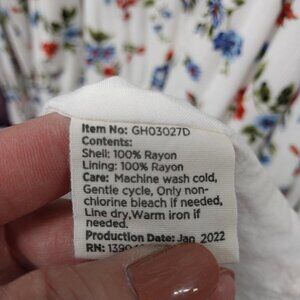 Item No: GH03027D
Contents:
Shell: 100% Rayon
Lining: 100% Rayon
Care: Machine wash cold,
Gentle cycle, Only non-
chlorine bleach if needed,
Line dry,Warm iron if
needed.
Production Date: Jan 2022
RN: